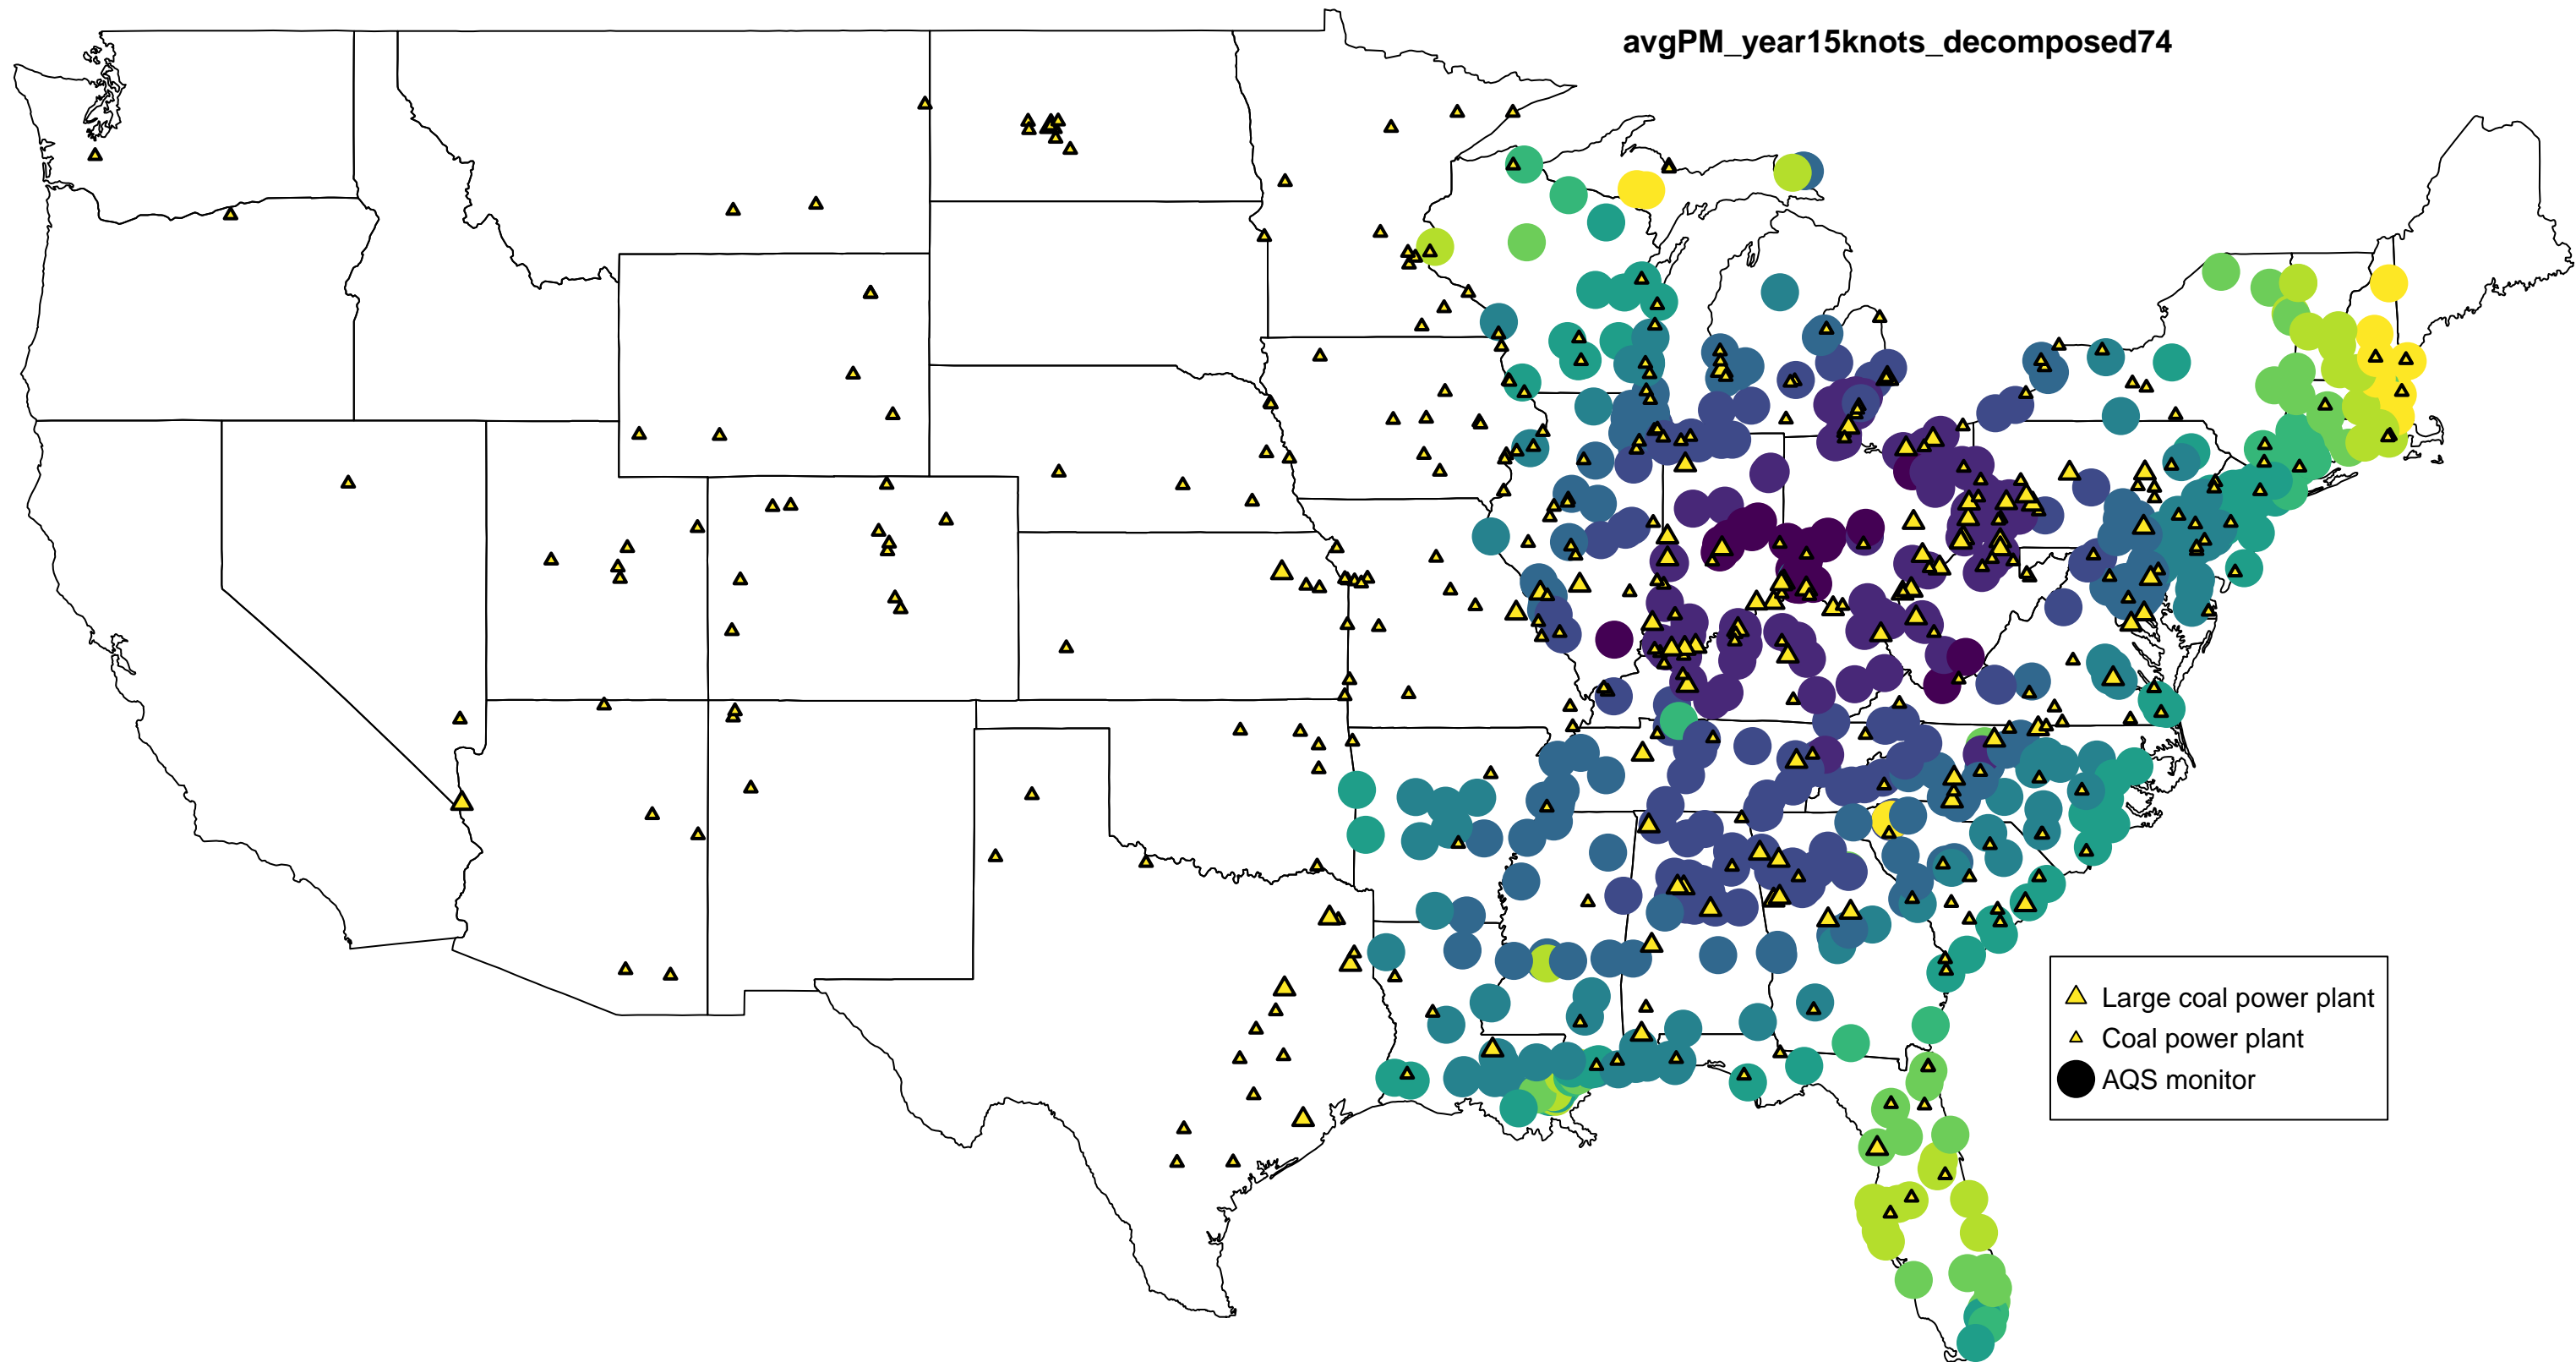 avgPM_year15knots_decomposed74
Large coal power plant
Coal power plant
AQS monitor